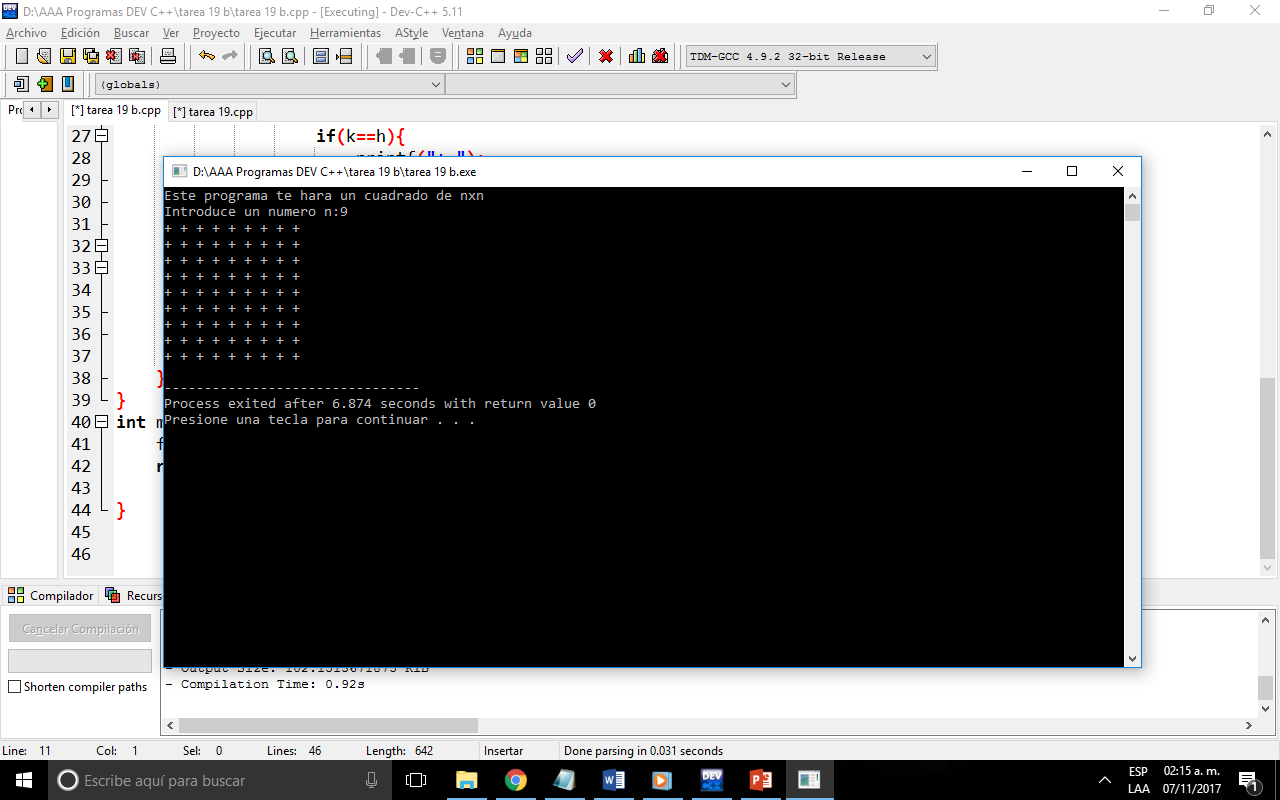 D:\AAA Programas DEV C++\tarea 19 b\tarea 19 b.cpp - [Executing] - Dev-C++ 5.11
Archivo Edición Buscar Ver Proyecto Ejecutar Herramientas AStyle Ventana Ayuda
TDM-GCC 4.9.2 32-bit Release
(globals)
[*] tarea 19 b.cpp [*] tarea 19.cpp
27 if(k==h){
28
29
30
31
32
33
34
35
36
37
38 }
39 }
40 int
41
42
43
44 }
45
46
D:\AAA Programas DEV C++\tarea 19 b\tarea 19 b.exe
Este programa te hara un cuadrado de nxn
Introduce un numero n:9
+ + + + + + + + +
+ + + + + + + + +
+ + + + + + + + +
+ + + + + + + + +
+ + + + + + + + +
+ + + + + + + + +
+ + + + + + + + +
+ + + + + + + + +
+ + + + + + + + +
--------------------------------
Process exited after 6.874 seconds with return value 0
Presione una tecla para continuar . . .
Compilador
Cancelar Compilación
Shorten compiler paths
- Compilation Time: 0.92s
Line: 11 Col: 1 Sel: 0 Lines: 46 Length: 642 Insertar Done parsing in 0.031 seconds
Escribe aquí para buscar
DEV
ESP
LAA
02:15 a. m.
07/11/2017
1